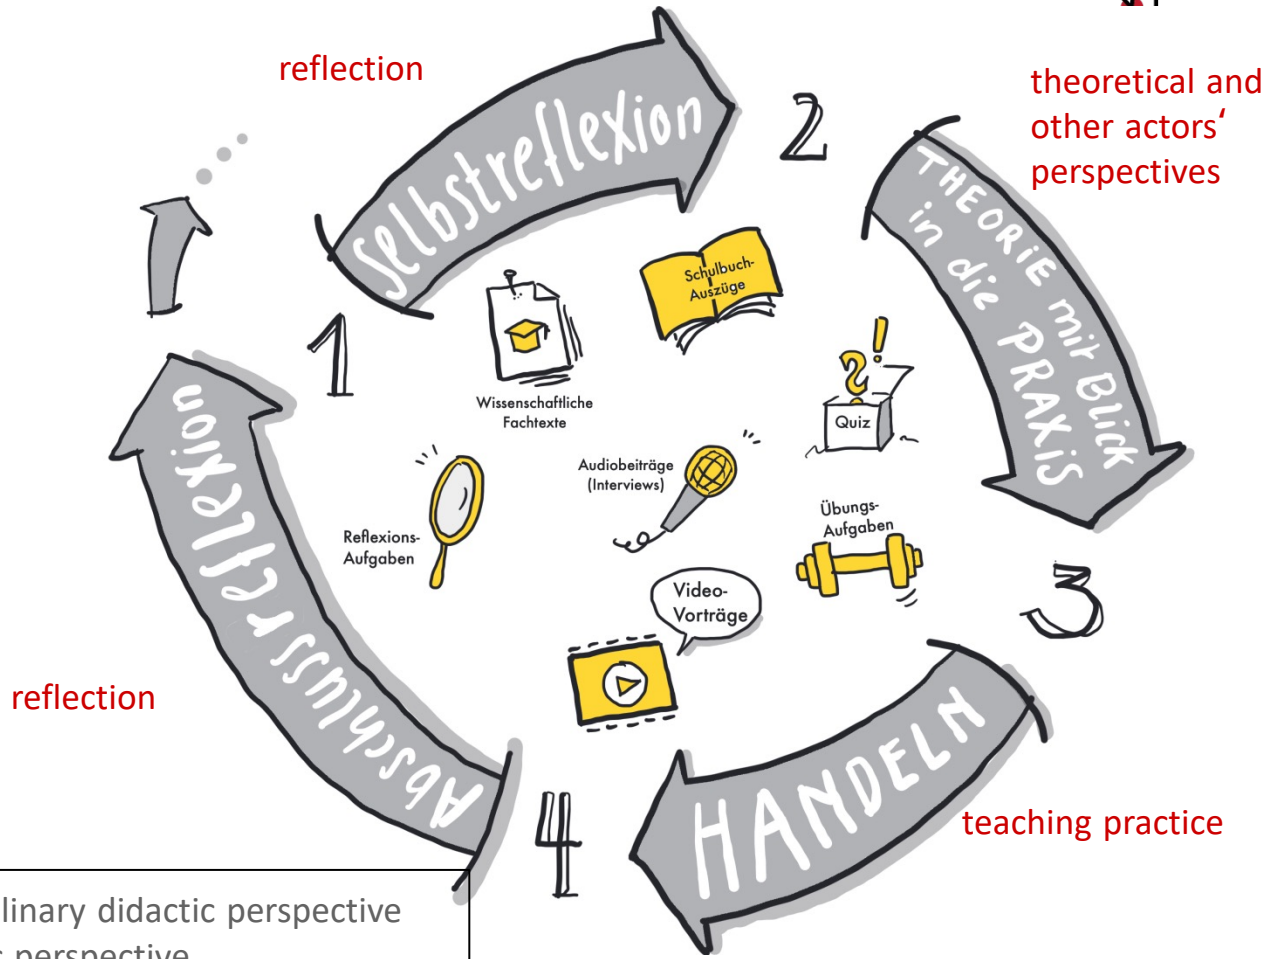 reflection
Selbstreflexion
2
theoretical and
other actors‘
perspectives
THEORiE mit Blick
in die PRAXiS
1
Wissenschaftliche
Fachtexte
Schulbuch-
Auszüge
Quiz
?
!
Audiobeiträge
(Interviews)
Übungs-
Aufgaben
Reflexions-
Aufgaben
Video-
Vorträge
3
HANDELN
teaching practice
4
Abschlussreflexion
reflection
linary didactic perspective
perspective